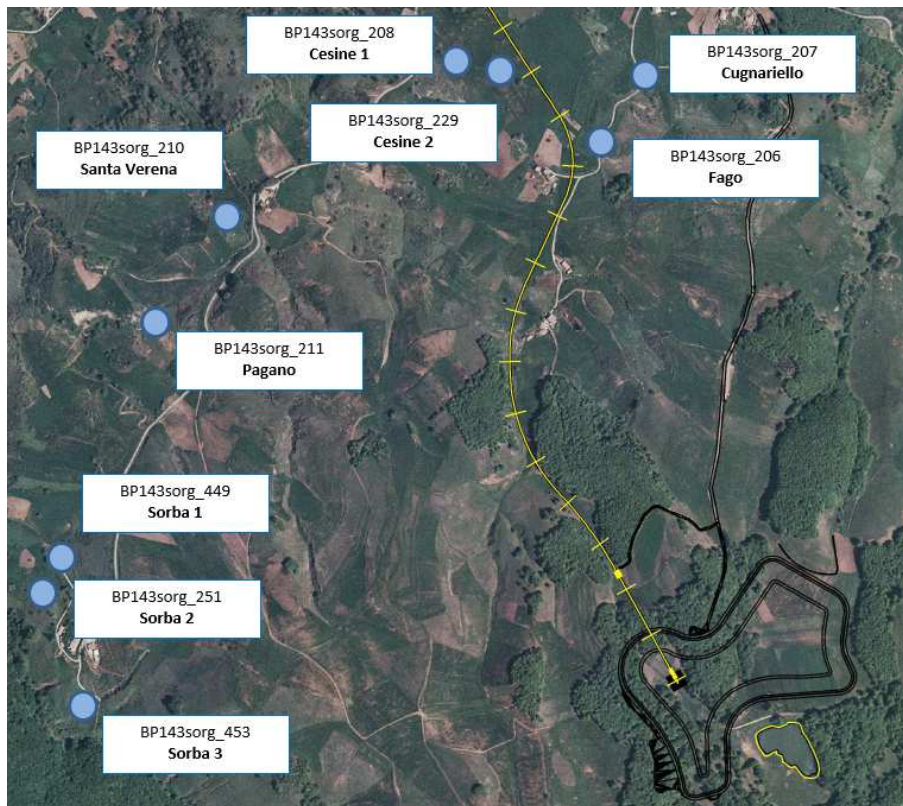 BP143sorg_208
Cesine 1
BP143sorg_207
Cugnariello
BP143sorg_229
Cesine 2
BP143sorg_210
Santa Verena
BP143sorg_206
Fago
BP143sorg_211
Pagano
BP143sorg_449
Sorba 1
BP143sorg_251
Sorba 2
BP143sorg_453
Sorba 3